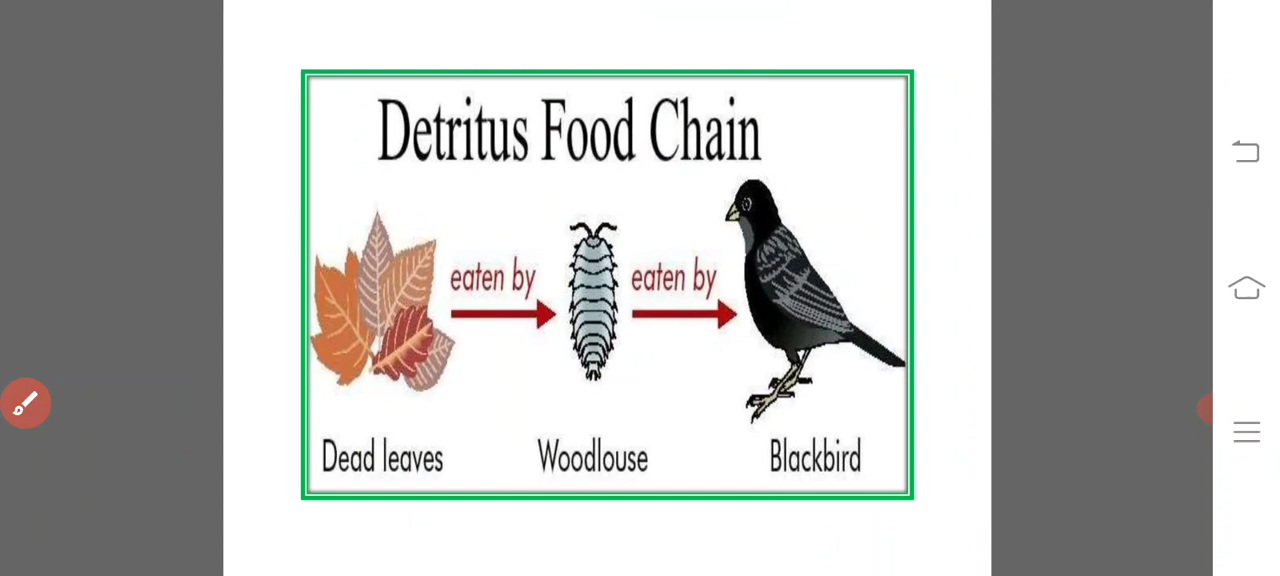 Detritus Food Chain
eaten by
eaten by
Dead leaves
Woodlouse
Blackbird